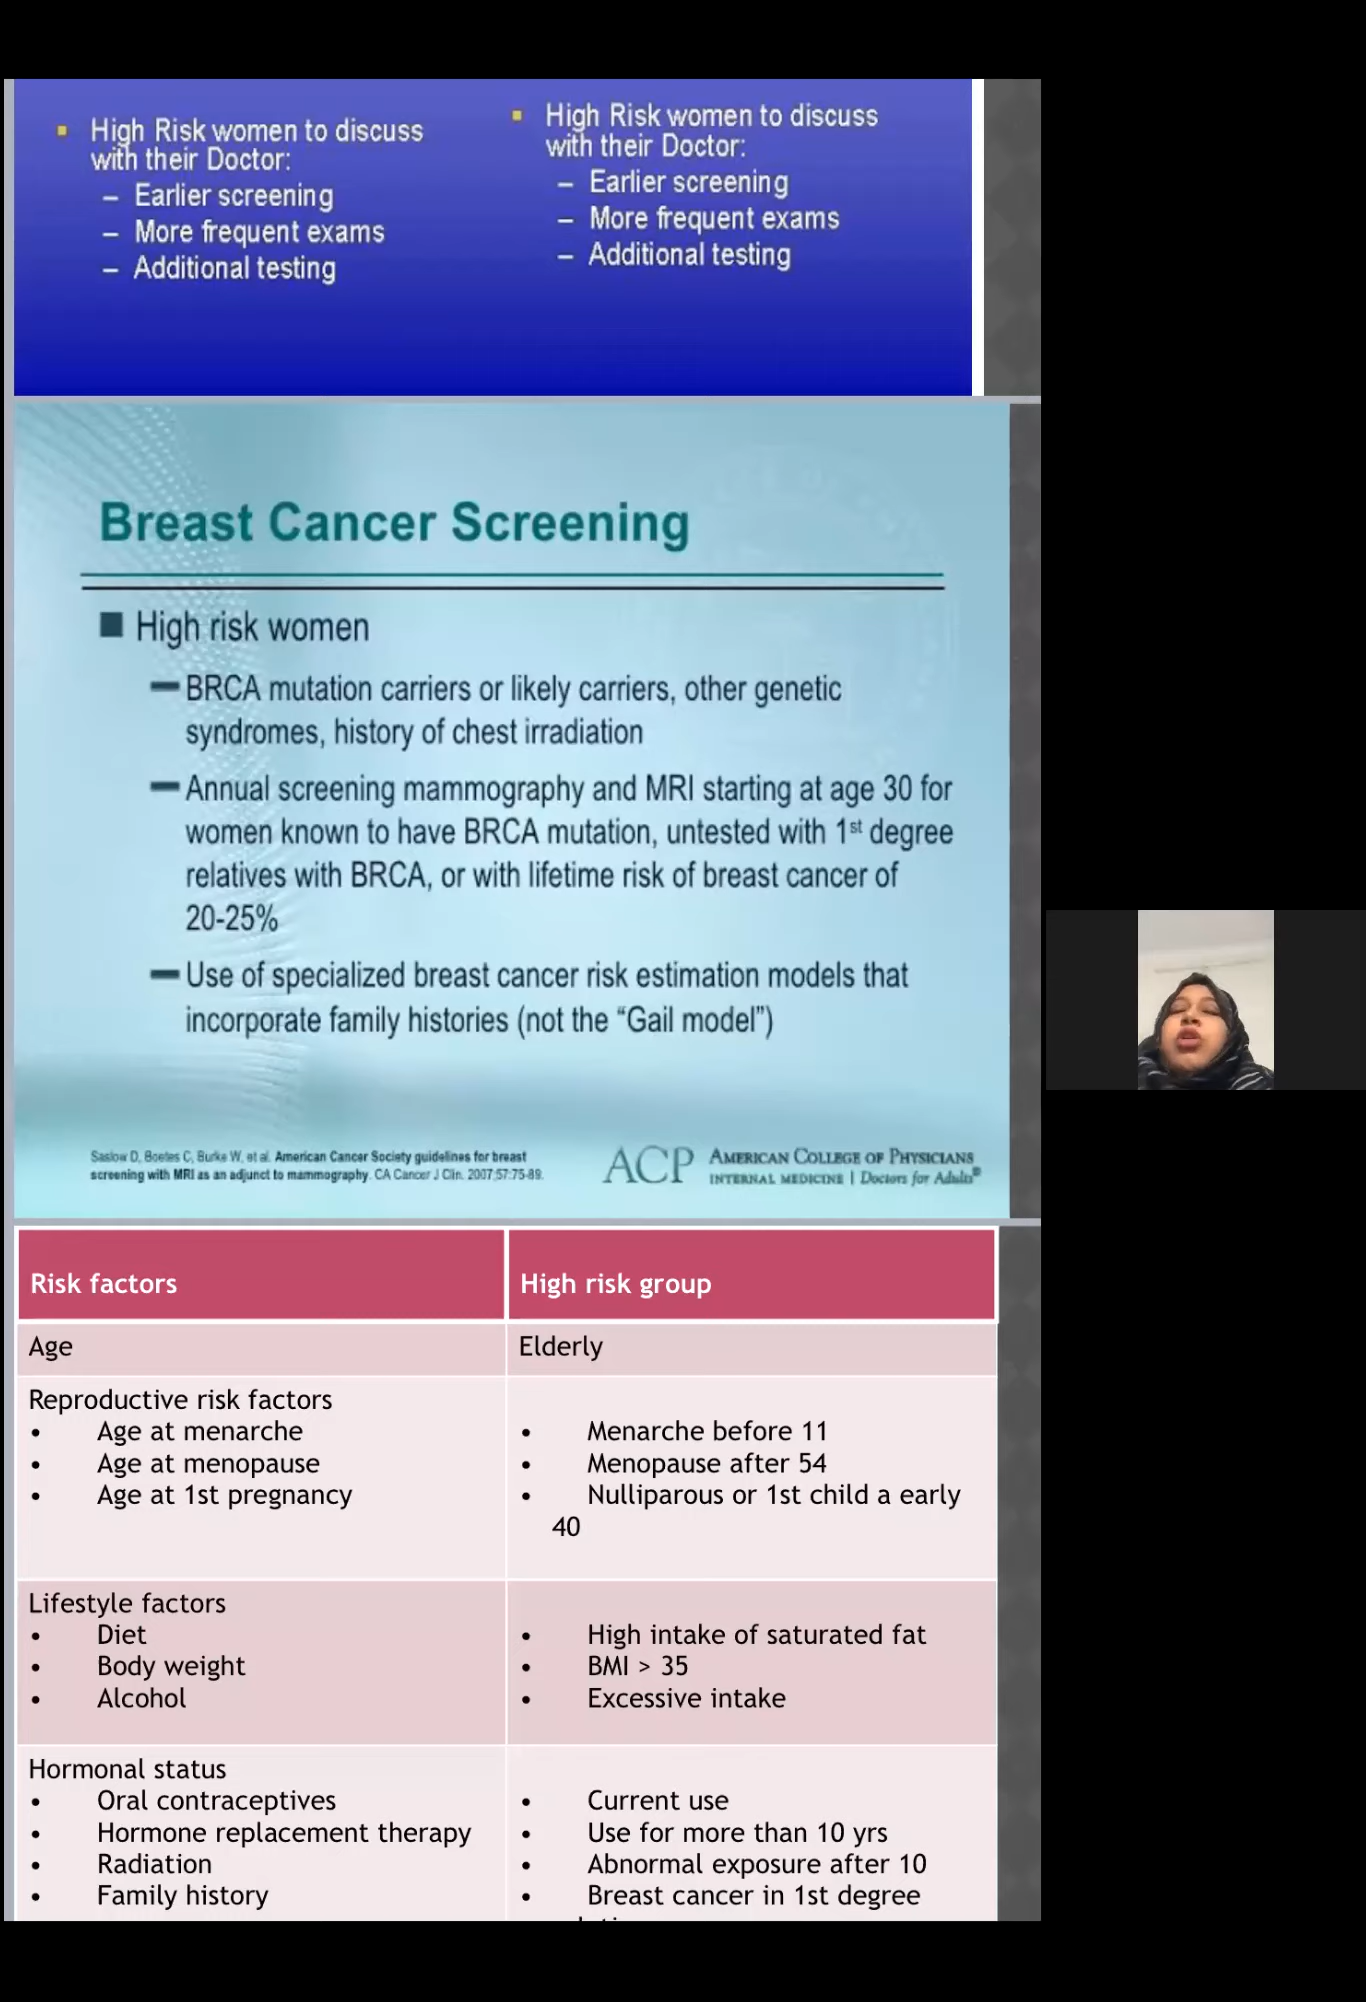 High Risk women to discuss
with their Doctor:
– Earlier screening
– More frequent exams
– Additional testing
High Risk women to discuss
with their Doctor:
– Earlier screening
– More frequent exams
– Additional testing
Breast Cancer Screening
High risk women
BRCA mutation carriers or likely carriers, other genetic
syndromes, history of chest irradiation
Annual screening mammography and MRI starting at age 30 for
women known to have BRCA mutation, untested with 1st degree
relatives with BRCA, or with lifetime risk of breast cancer of
20-25%
Use of specialized breast cancer risk estimation models that
incorporate family histories (not the “Gail model”)
Saslow D, Boetes C, Burke W, et al. American Cancer Society guidelines for breast
screening with MRI as an adjunct to mammography. CA Cancer J Clin. 2007;57:75-89.
ACP AMERICAN COLLEGE OF PHYSICIANS
INTERNAL MEDICINE | Doctors for Adults®
Risk factors
High risk group
Age
Elderly
Reproductive risk factors
• Age at menarche
• Age at menopause
• Age at 1st pregnancy
• Menarche before 11
• Menopause after 54
• Nulliparous or 1st child a early
40
Lifestyle factors
• Diet
• Body weight
• Alcohol
• High intake of saturated fat
• BMI > 35
• Excessive intake
Hormonal status
• Oral contraceptives
• Hormone replacement therapy
• Radiation
• Family history
• Current use
• Use for more than 10 yrs
• Abnormal exposure after 10
• Breast cancer in 1st degree